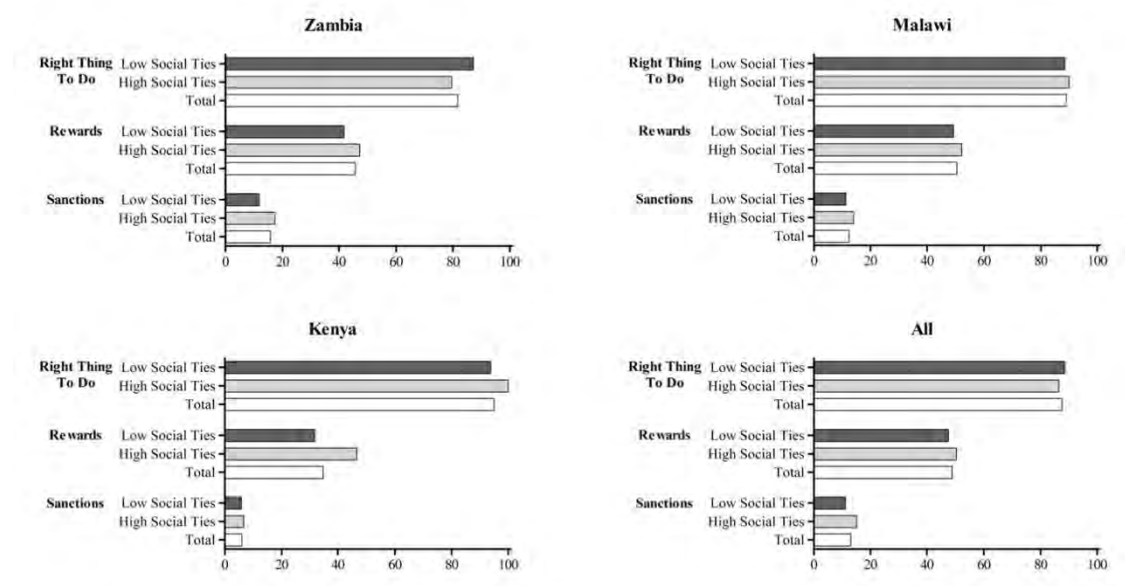 Zambia
Right Thing To Do
Low Social Ties
High Social Ties
Total
Rewards
Low Social Ties
High Social Ties
Total
Sanctions
Low Social Ties
High Social Ties
Total
0 20 40 60 80 100
Malawi
Right Thing To Do
Low Social Ties
High Social Ties
Total
Rewards
Low Social Ties
High Social Ties
Total
Sanctions
Low Social Ties
High Social Ties
Total
0 20 40 60 80 100
Kenya
Right Thing To Do
Low Social Ties
High Social Ties
Total
Rewards
Low Social Ties
High Social Ties
Total
Sanctions
Low Social Ties
High Social Ties
Total
0 20 40 60 80 100
All
Right Thing To Do
Low Social Ties
High Social Ties
Total
Rewards
Low Social Ties
High Social Ties
Total
Sanctions
Low Social Ties
High Social Ties
Total
0 20 40 60 80 100